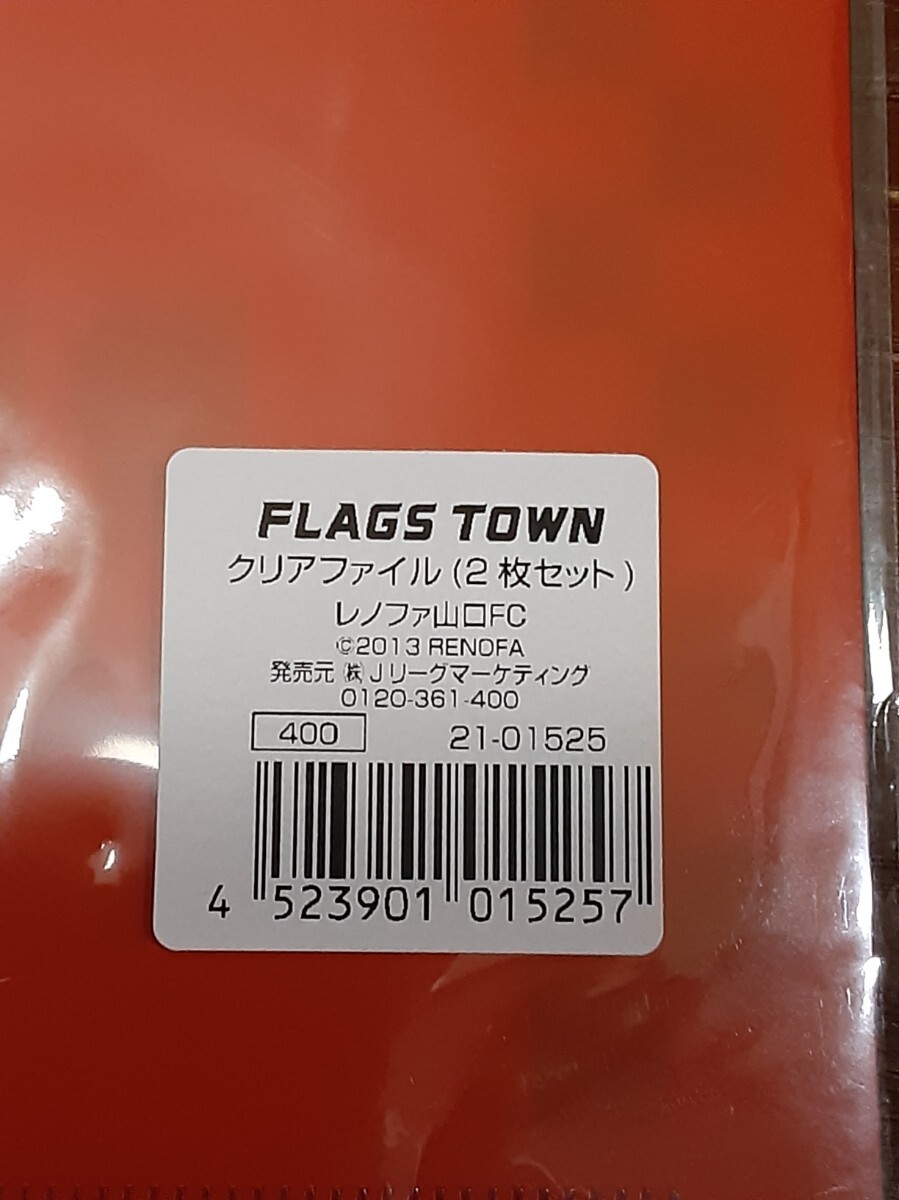 FLAGS TOWN
クリアファイル(2枚セット)
レノファ山口FC
©2013 RENOFA
発売元 ㈱Jリーグマーケティング
0120-361-400
400 21-01525
4 523901 015257